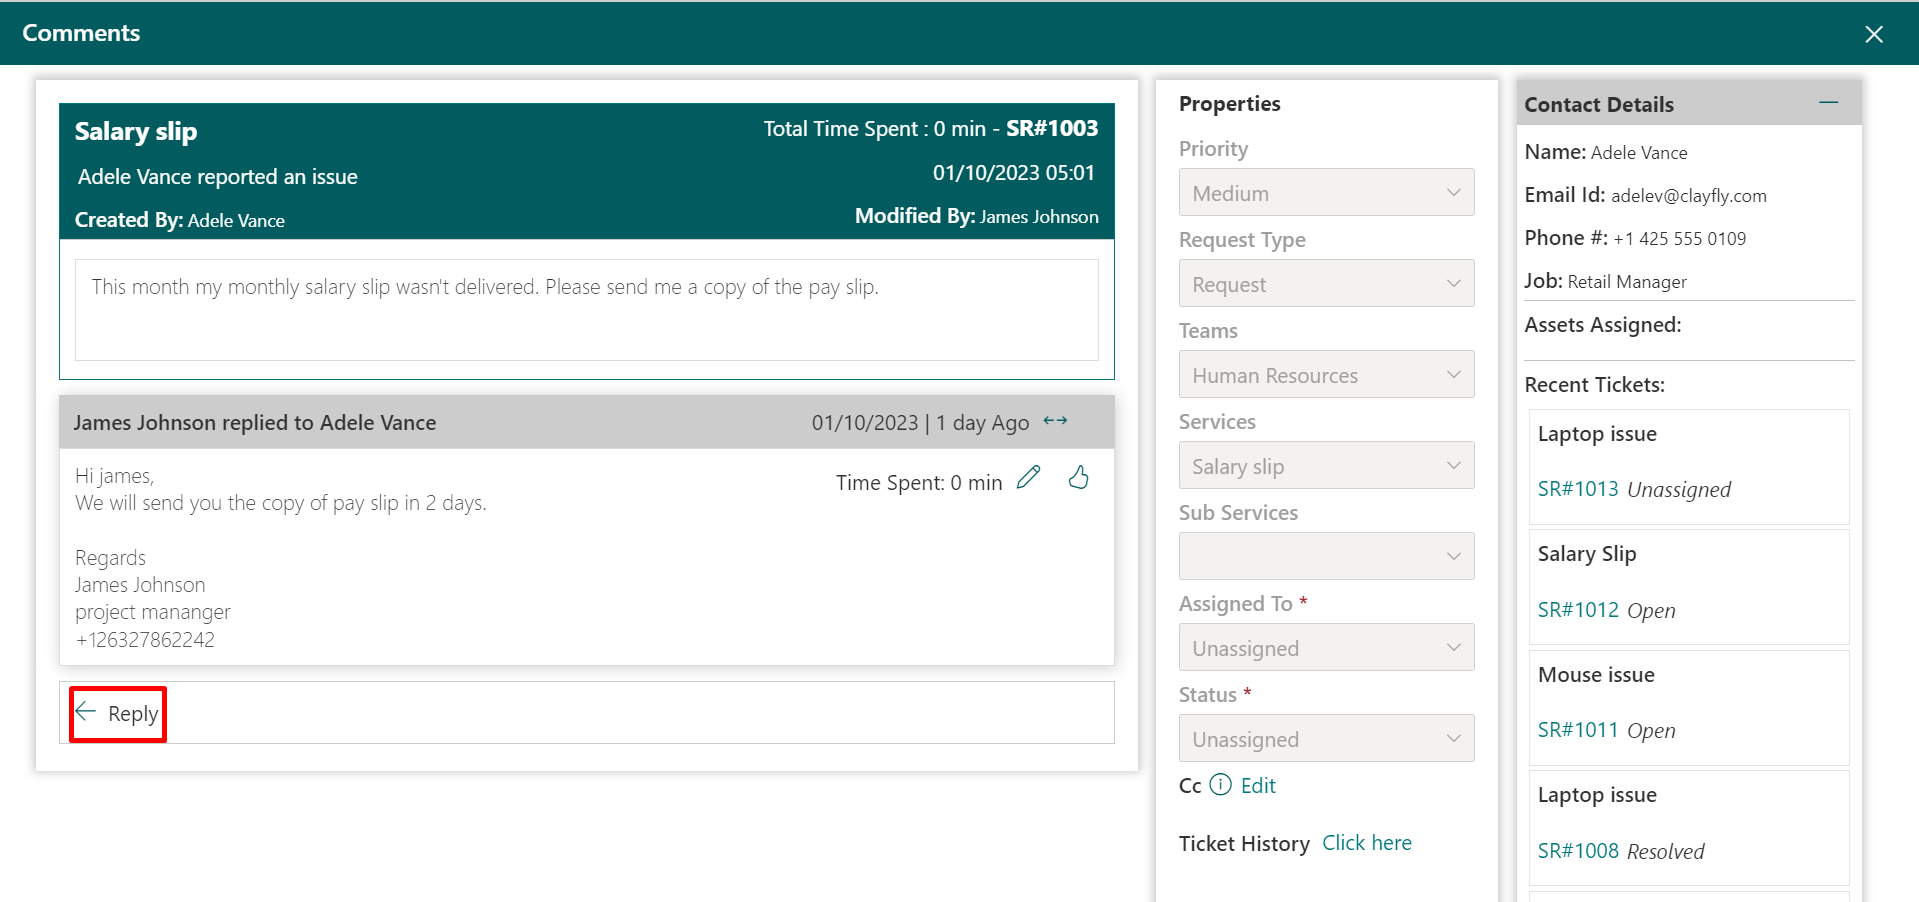 Comments
Salary slip
Total Time Spent : 0 min - SR#1003
Adele Vance reported an issue
01/10/2023 05:01
Created By: Adele Vance
Modified By: James Johnson
This month my monthly salary slip wasn't delivered. Please send me a copy of the pay slip.
James Johnson replied to Adele Vance
01/10/2023 | 1 day Ago
Hi james,
Time Spent: 0 min
We will send you the copy of pay slip in 2 days.
Regards
James Johnson
project mananger
+126327862242
Reply
Properties
Priority
Medium
Request Type
Request
Teams
Human Resources
Services
Salary slip
Sub Services
Assigned To *
Unassigned
Status *
Unassigned
Cc Edit
Ticket History Click here
Contact Details
Name: Adele Vance
Email Id: adelev@clayfly.com
Phone #: +1 425 555 0109
Job: Retail Manager
Assets Assigned:
Recent Tickets:
Laptop issue
SR#1013 Unassigned
Salary Slip
SR#1012 Open
Mouse issue
SR#1011 Open
Laptop issue
SR#1008 Resolved